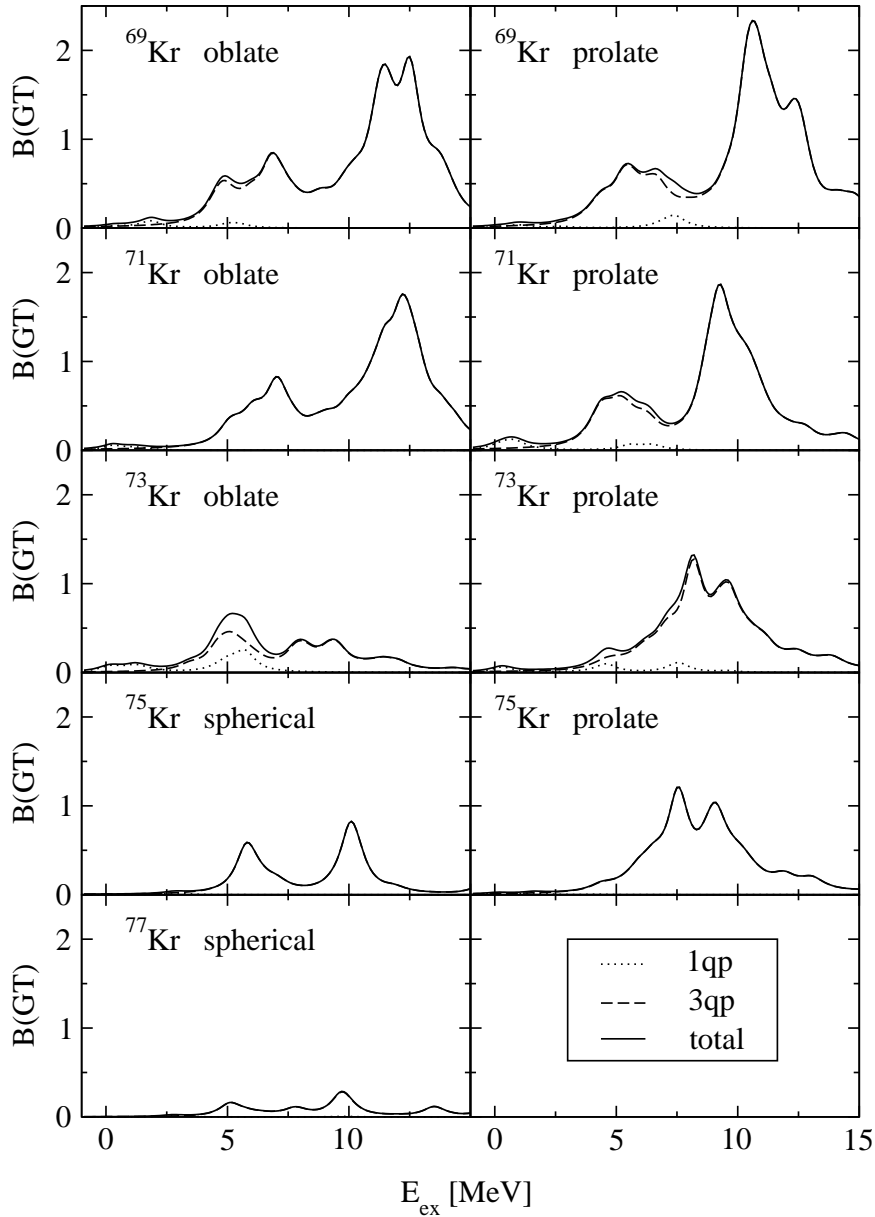 ⁶⁹Kr oblate
⁶⁹Kr prolate
B(GT)
2
1
0
⁷¹Kr oblate
⁷¹Kr prolate
B(GT)
2
1
0
⁷³Kr oblate
⁷³Kr prolate
B(GT)
2
1
0
⁷⁵Kr spherical
⁷⁵Kr prolate
B(GT)
2
1
0
⁷⁷Kr spherical
B(GT)
2
1
0
1qp
3qp
total
0 5 10 0 5 10 15
E_ex [MeV]